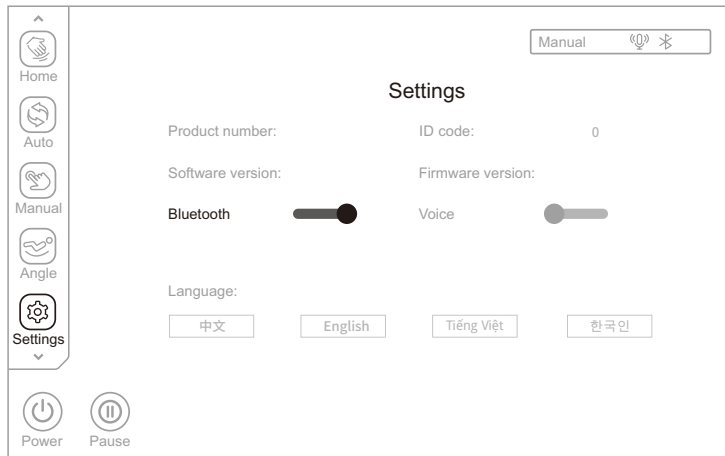 Home
Auto
Manual
Angle
Settings
Power
Pause
Manual
Settings
Product number:
ID code: 0
Software version:
Firmware version:
Bluetooth
Voice
Language:
中文
English
Tiếng Việt
한국인